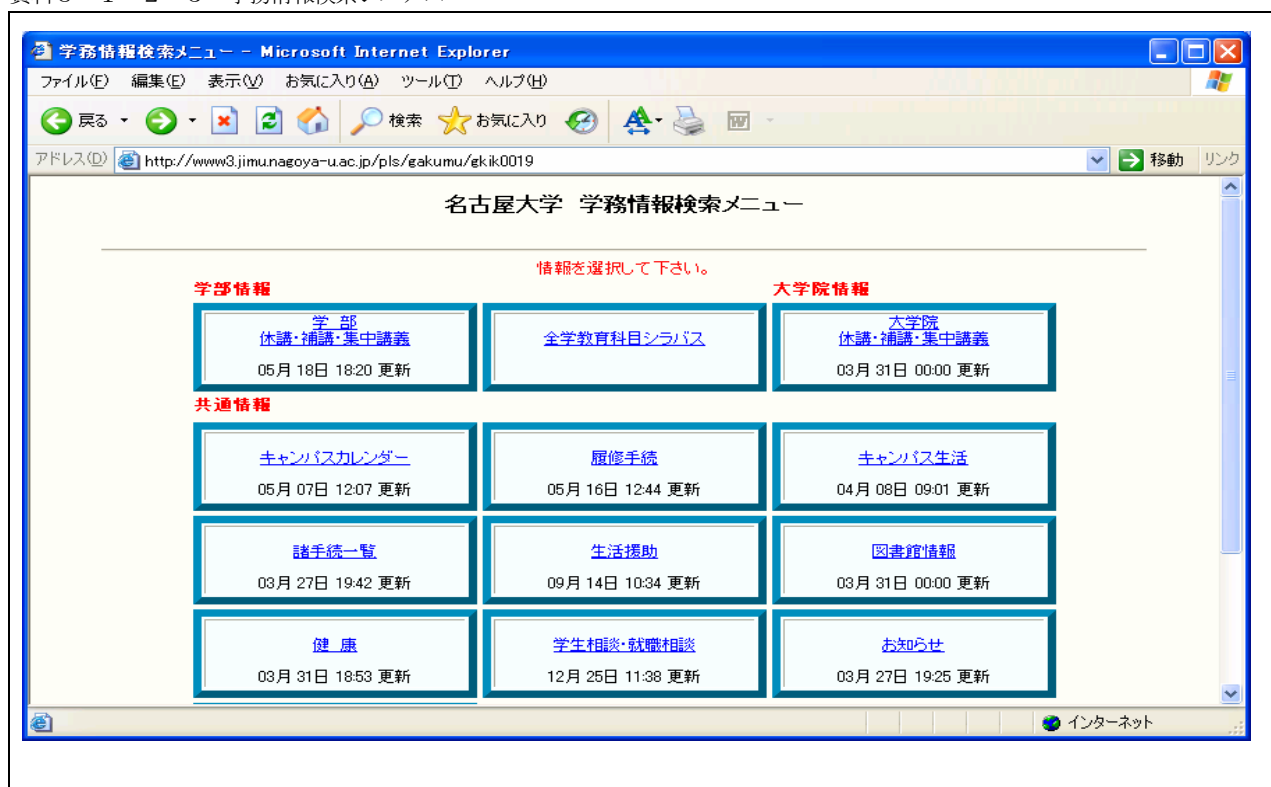 学務情報検索メニュー - Microsoft Internet Explorer
ファイル(F) 編集(E) 表示(V) お気に入り(A) ツール(T) ヘルプ(H)
戻る 検索 お気に入り
アドレス(D) http://www3.jimu.nagoya-u.ac.jp/pls/gakumu/gkik0019 移動 リンク
名古屋大学 学務情報検索メニュー
情報を選択して下さい。
学部情報 大学院情報
学 部 大学院
休講・補講・集中講義 全学教育科目シラバス 休講・補講・集中講義
05月 18日 18:20 更新 03月 31日 00:00 更新
共通情報
キャンパスカレンダー 履修手続 キャンパス生活
05月 07日 12:07 更新 05月 16日 12:44 更新 04月 08日 09:01 更新
諸手続一覧 生活援助 図書館情報
03月 27日 19:42 更新 09月 14日 10:34 更新 03月 31日 00:00 更新
健 康 学生相談・就職相談 お知らせ
03月 31日 18:53 更新 12月 25日 11:38 更新 03月 27日 19:25 更新
インターネット